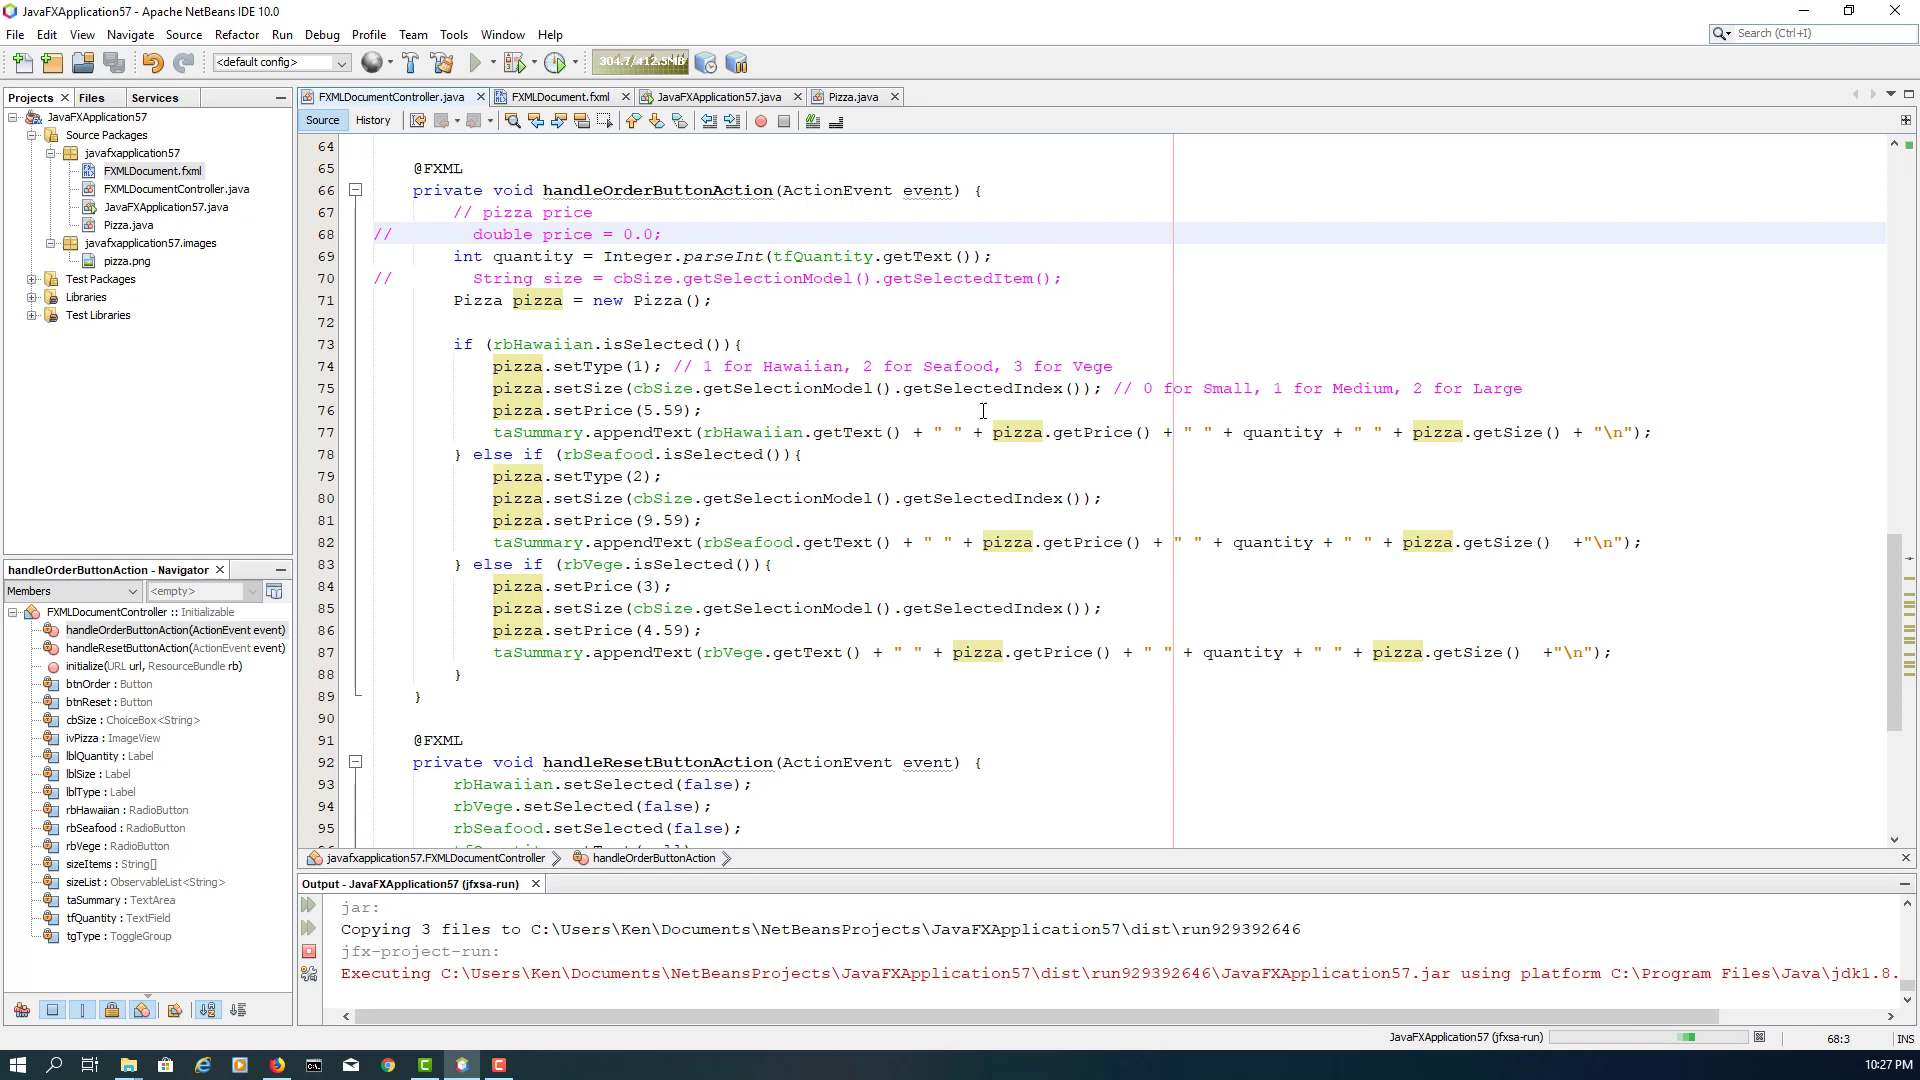 JavaFXApplication57 - Apache NetBeans IDE 10.0
File Edit View Navigate Source Refactor Run Debug Profile Team Tools Window Help
Search (Ctrl+I)
<default config>
304.7/412.5MB
Projects Files Services
FXMLDocumentController.java FXMLDocument.fxml JavaFXApplication57.java Pizza.java
Source History
JavaFXApplication57
Source Packages
javafxapplication57
FXMLDocument.fxml
FXMLDocumentController.java
JavaFXApplication57.java
Pizza.java
javafxapplication57.images
pizza.png
Test Packages
Libraries
Test Libraries
64
65 @FXML
66 private void handleOrderButtonAction(ActionEvent event) {
67 // pizza price
68 // double price = 0.0;
69 int quantity = Integer.parseInt(tfQuantity.getText());
70 // String size = cbSize.getSelectionModel().getSelectedItem();
71 Pizza pizza = new Pizza();
72
73 if (rbHawaiian.isSelected()){
74 pizza.setType(1); // 1 for Hawaiian, 2 for Seafood, 3 for Vege
75 pizza.setSize(cbSize.getSelectionModel().getSelectedIndex()); // 0 for Small, 1 for Medium, 2 for Large
76 pizza.setPrice(5.59);
77 taSummary.appendText(rbHawaiian.getText() + " " + pizza.getPrice() + " " + quantity + " " + pizza.getSize() + "\n");
78 } else if (rbSeafood.isSelected()){
79 pizza.setType(2);
80 pizza.setSize(cbSize.getSelectionModel().getSelectedIndex());
81 pizza.setPrice(9.59);
82 taSummary.appendText(rbSeafood.getText() + " " + pizza.getPrice() + " " + quantity + " " + pizza.getSize() +"\n");
83 } else if (rbVege.isSelected()){
84 pizza.setPrice(3);
85 pizza.setSize(cbSize.getSelectionModel().getSelectedIndex());
86 pizza.setPrice(4.59);
87 taSummary.appendText(rbVege.getText() + " " + pizza.getPrice() + " " + quantity + " " + pizza.getSize() +"\n");
88 }
89 }
90
91 @FXML
92 private void handleResetButtonAction(ActionEvent event) {
93 rbHawaiian.setSelected(false);
94 rbVege.setSelected(false);
95 rbSeafood.setSelected(false);
handleOrderButtonAction - Navigator
Members <empty>
FXMLDocumentController :: Initializable
handleOrderButtonAction(ActionEvent event)
handleResetButtonAction(ActionEvent event)
initialize(URL url, ResourceBundle rb)
btnOrder : Button
btnReset : Button
cbSize : ChoiceBox<String>
ivPizza : ImageView
lblQuantity : Label
lblSize : Label
lblType : Label
rbHawaiian : RadioButton
rbSeafood : RadioButton
rbVege : RadioButton
sizeItems : String[]
sizeList : ObservableList<String>
taSummary : TextArea
tfQuantity : TextField
tgType : ToggleGroup
javafxapplication57.FXMLDocumentController handleOrderButtonAction
Output - JavaFXApplication57 (jfxsa-run)
jar:
Copying 3 files to C:\Users\Ken\Documents\NetBeansProjects\JavaFXApplication57\dist\run929392646
jfx-project-run:
Executing C:\Users\Ken\Documents\NetBeansProjects\JavaFXApplication57\dist\run929392646\JavaFXApplication57.jar using platform C:\Program Files\Java\jdk1.8.
JavaFXApplication57 (jfxsa-run) 68:3 INS
10:27 PM